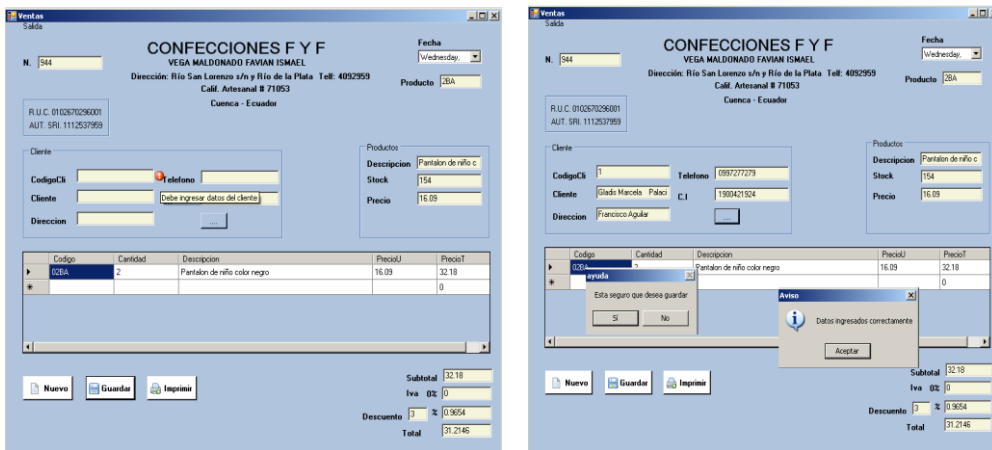 Ventas
Salida
N. 944
CONFECCIONES F Y F
VEGA MALDONADO FAVIAN ISMAEL
Dirección: Río San Lorenzo s/n y Río de la Plata Telf: 4092959
Calif. Artesanal # 71053
Cuenca - Ecuador
Fecha
Wednesday,
Producto 2BA
R.U.C. 0102670296001
AUT. SRI. 1112537959
Cliente
CodigoCli
Telefono
Cliente
Debe ingresar datos del cliente
Direccion
....
Productos
Descripcion Pantalon de niño c
Stock 154
Precio 16.09
Codigo Cantidad Descripcion PrecioU PrecioT
02BA 2 Pantalon de niño color negro 16.09 32.18
0
Nuevo Guardar Imprimir
Subtotal 32.18
Iva 0% 0
Descuento 3 % 0.9654
Total 31.2146
Ventas
Salida
N. 944
CONFECCIONES F Y F
VEGA MALDONADO FAVIAN ISMAEL
Dirección: Río San Lorenzo s/n y Río de la Plata Telf: 4092959
Calif. Artesanal # 71053
Cuenca - Ecuador
Fecha
Wednesday,
Producto 2BA
R.U.C. 0102670296001
AUT. SRI. 1112537959
Cliente
CodigoCli 1
Telefono 0997277279
Cliente Gladis Marcela Palaci
C.I 1900421924
Direccion Francisco Aguilar
....
Productos
Descripcion Pantalon de niño c
Stock 154
Precio 16.09
Codigo Cantidad Descripcion PrecioU PrecioT
02BA 2 Pantalon de niño color negro 16.09 32.18
0
ayuda
Esta seguro que desea guardar
Sí No
Aviso
Datos ingresados correctamente
Aceptar
Nuevo Guardar Imprimir
Subtotal 32.18
Iva 0% 0
Descuento 3 % 0.9654
Total 31.2146